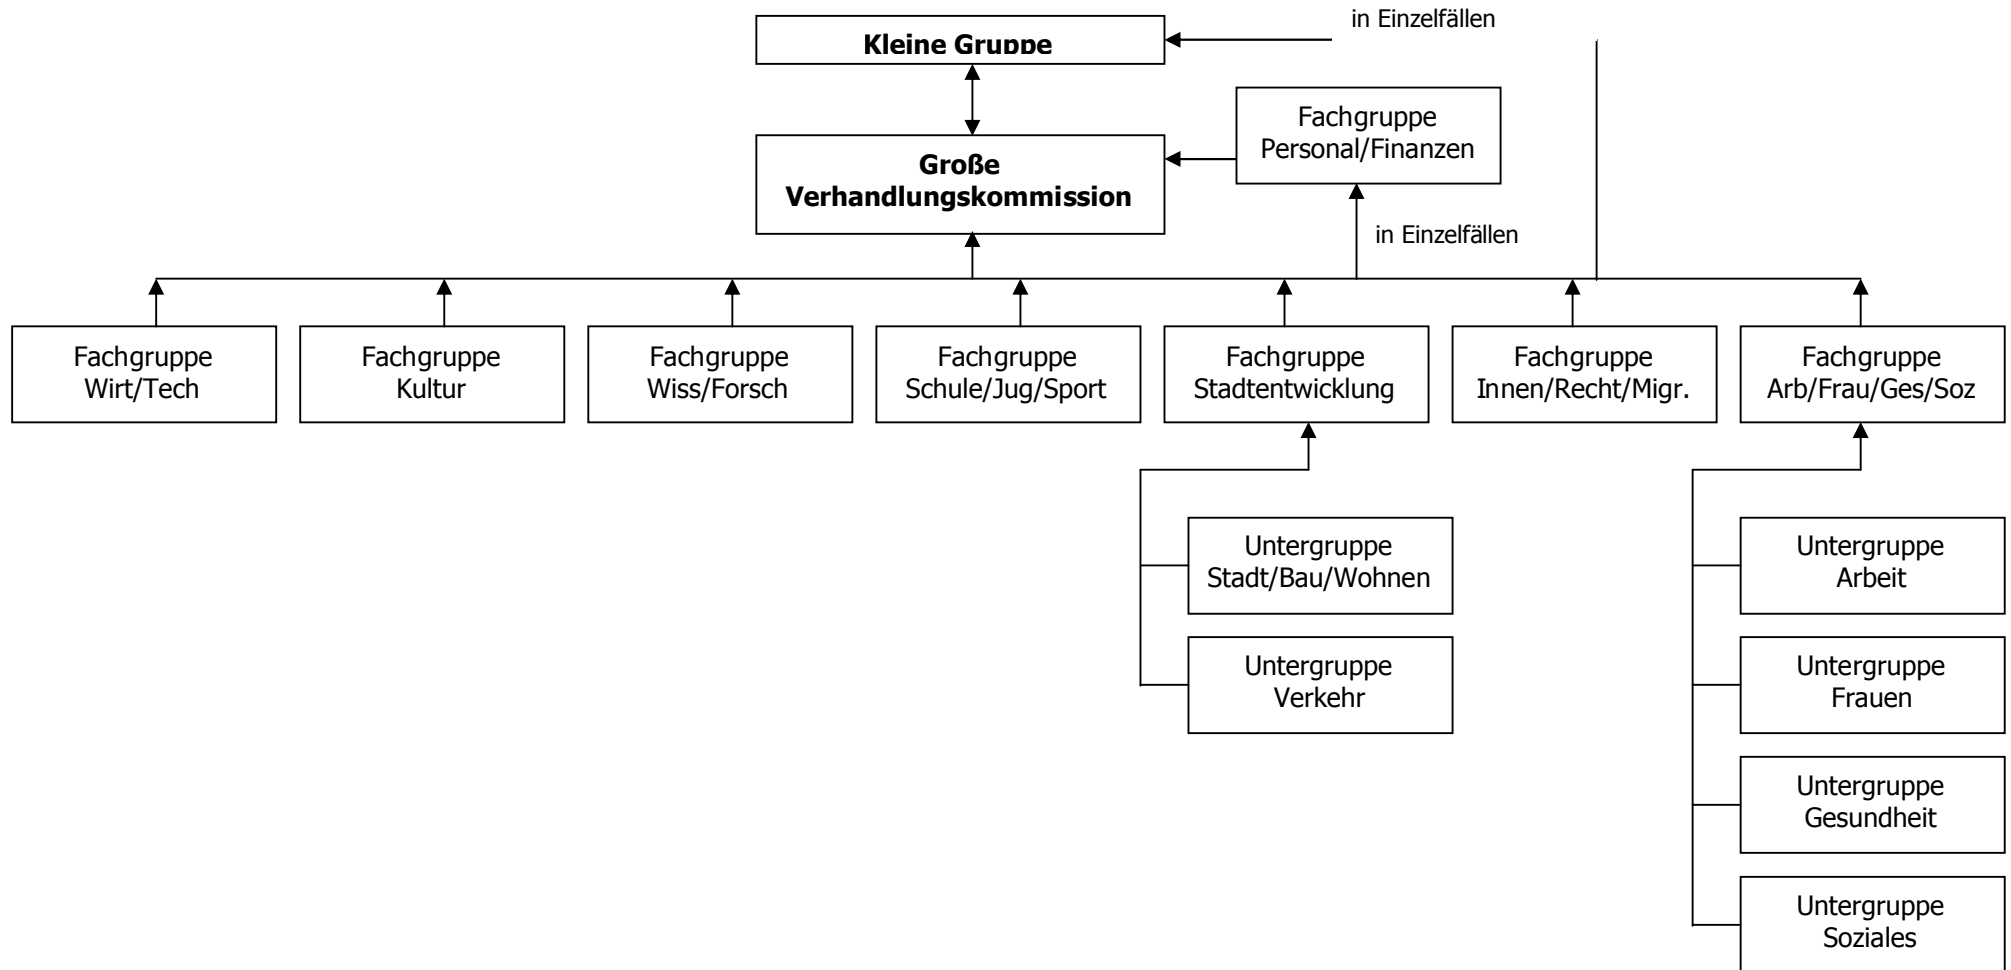 in Einzelfällen
Kleine Gruppe
Fachgruppe
Personal/Finanzen
Große
Verhandlungskommission
in Einzelfällen
Fachgruppe
Wirt/Tech
Fachgruppe
Kultur
Fachgruppe
Wiss/Forsch
Fachgruppe
Schule/Jug/Sport
Fachgruppe
Stadtentwicklung
Fachgruppe
Innen/Recht/Migr.
Fachgruppe
Arb/Frau/Ges/Soz
Untergruppe
Stadt/Bau/Wohnen
Untergruppe
Verkehr
Untergruppe
Arbeit
Untergruppe
Frauen
Untergruppe
Gesundheit
Untergruppe
Soziales